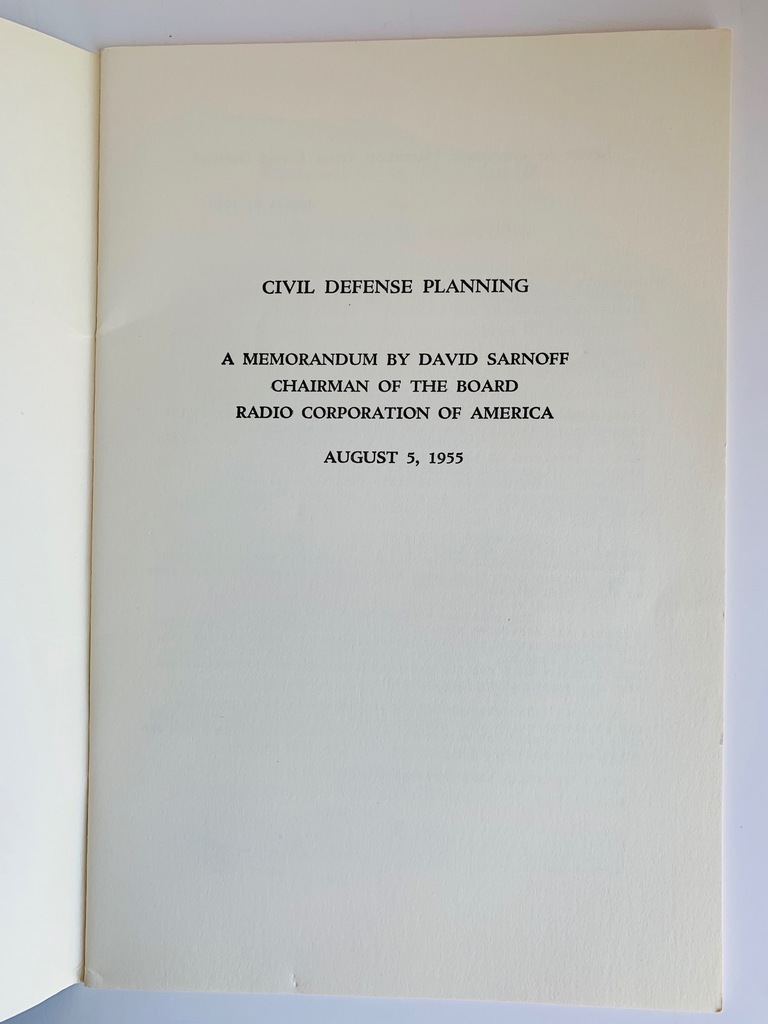 CIVIL DEFENSE PLANNING
A MEMORANDUM BY DAVID SARNOFF
CHAIRMAN OF THE BOARD
RADIO CORPORATION OF AMERICA
AUGUST 5, 1955